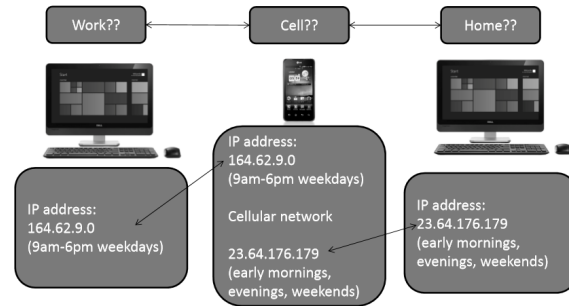 Work??
Cell??
Home??
IP address:
164.62.9.0
(9am-6pm weekdays)
IP address:
164.62.9.0
(9am-6pm weekdays)
Cellular network
23.64.176.179
(early mornings,
evenings, weekends)
IP address:
23.64.176.179
(early mornings,
evenings, weekends)